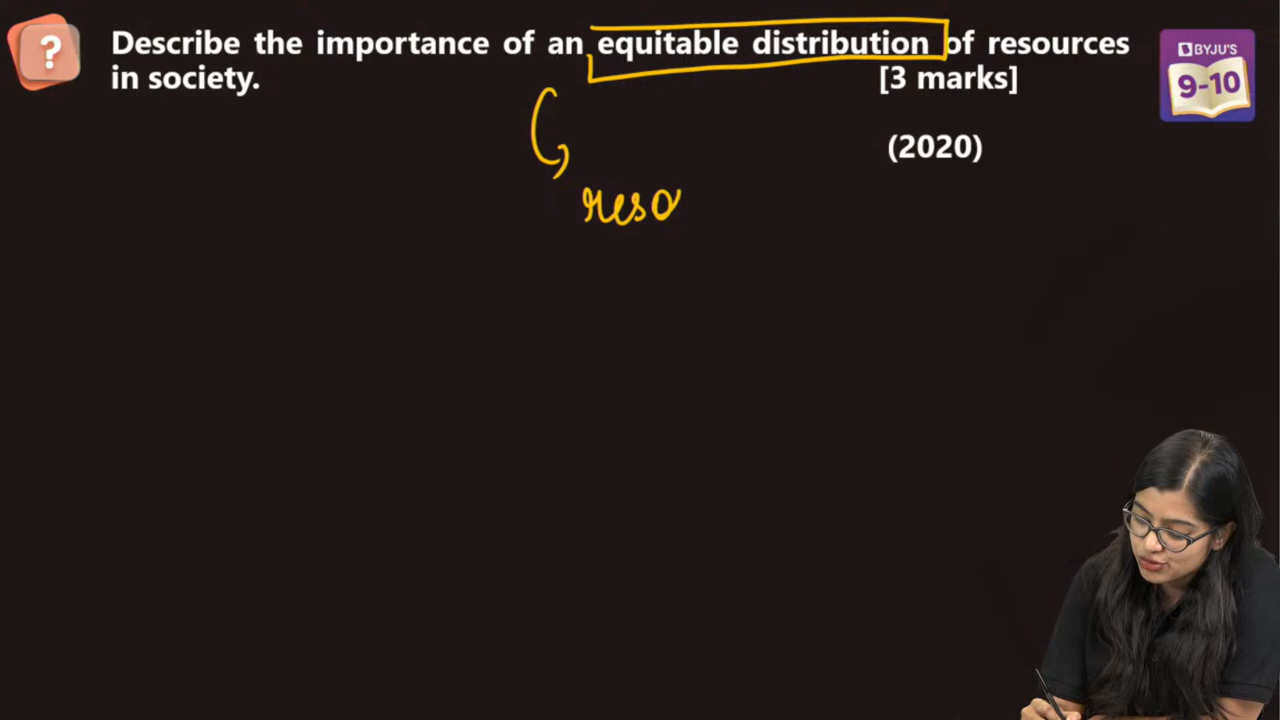 ?
Describe the importance of an equitable distribution of resources
in society. [3 marks]
BYJU'S
9-10
(2020)
reso